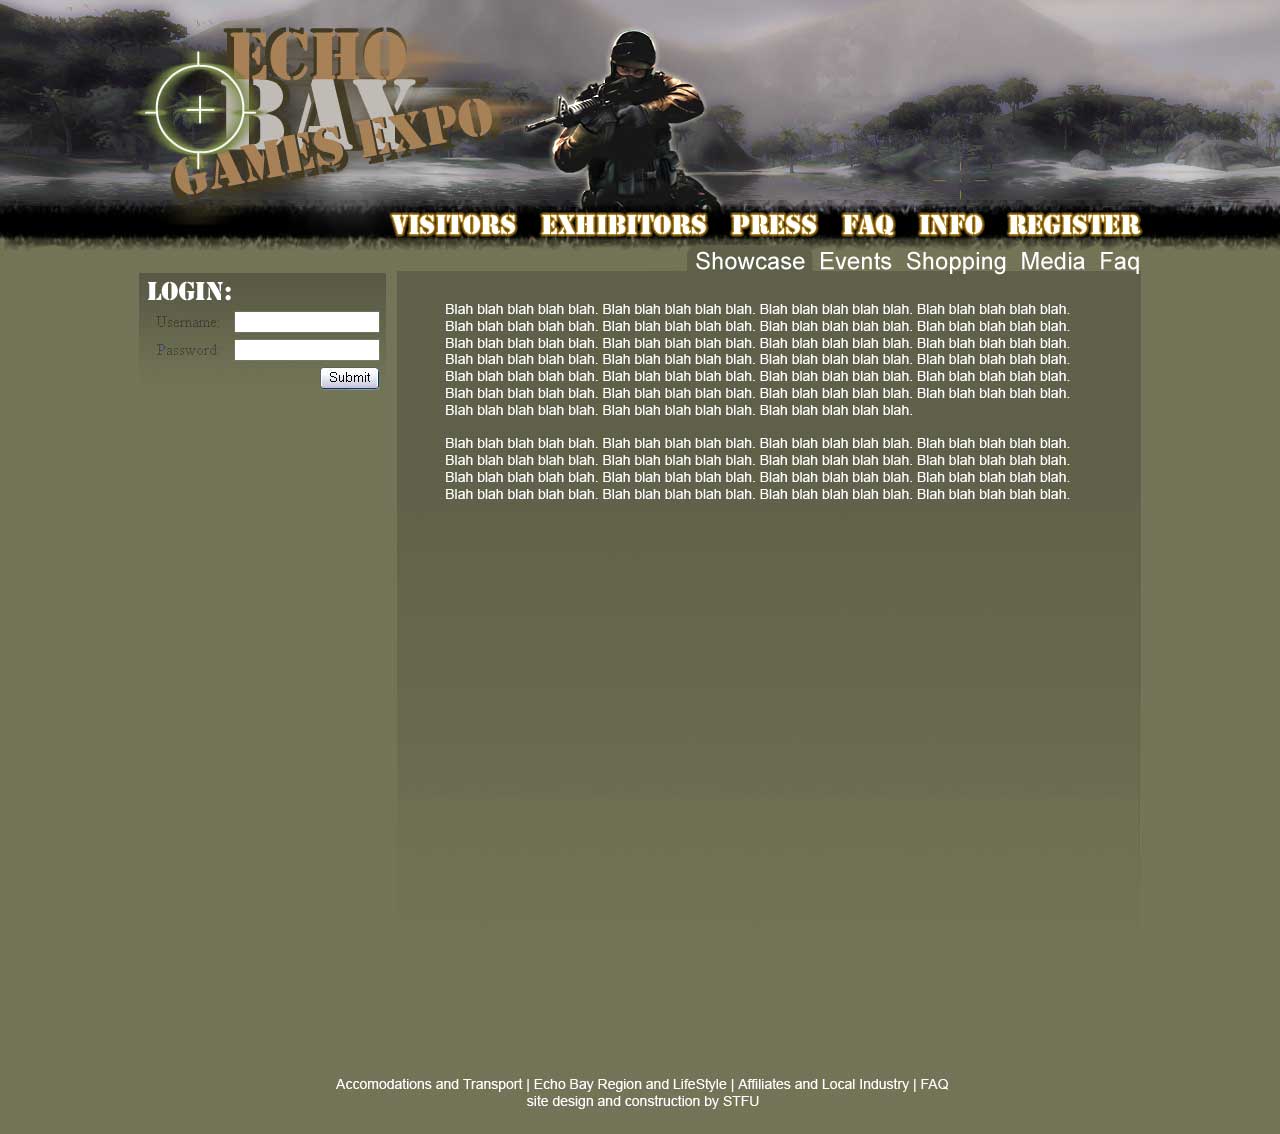 ECHO
BAY
GAMES EXPO
VISITORS EXHIBITORS PRESS FAQ INFO REGISTER
Showcase Events Shopping Media Faq
LOGIN:
Username:
Password:
Submit
Blah blah blah blah blah. Blah blah blah blah blah. Blah blah blah blah blah. Blah blah blah blah blah.
Blah blah blah blah blah. Blah blah blah blah blah. Blah blah blah blah blah. Blah blah blah blah blah.
Blah blah blah blah blah. Blah blah blah blah blah. Blah blah blah blah blah. Blah blah blah blah blah.
Blah blah blah blah blah. Blah blah blah blah blah. Blah blah blah blah blah. Blah blah blah blah blah.
Blah blah blah blah blah. Blah blah blah blah blah. Blah blah blah blah blah. Blah blah blah blah blah.
Blah blah blah blah blah. Blah blah blah blah blah. Blah blah blah blah blah. Blah blah blah blah blah.
Blah blah blah blah blah. Blah blah blah blah blah. Blah blah blah blah blah.
Blah blah blah blah blah. Blah blah blah blah blah. Blah blah blah blah blah. Blah blah blah blah blah.
Blah blah blah blah blah. Blah blah blah blah blah. Blah blah blah blah blah. Blah blah blah blah blah.
Blah blah blah blah blah. Blah blah blah blah blah. Blah blah blah blah blah. Blah blah blah blah blah.
Blah blah blah blah blah. Blah blah blah blah blah. Blah blah blah blah blah. Blah blah blah blah blah.
Accomodations and Transport | Echo Bay Region and LifeStyle | Affiliates and Local Industry | FAQ
site design and construction by STFU